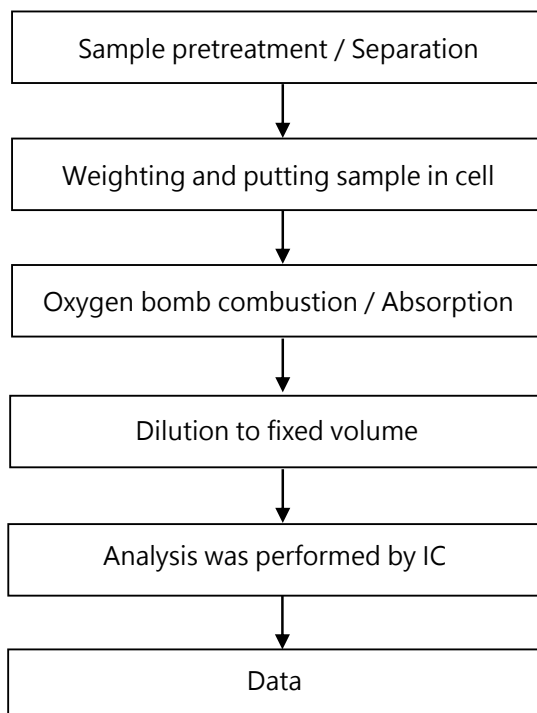 Sample pretreatment / Separation
Weighting and putting sample in cell
Oxygen bomb combustion / Absorption
Dilution to fixed volume
Analysis was performed by IC
Data